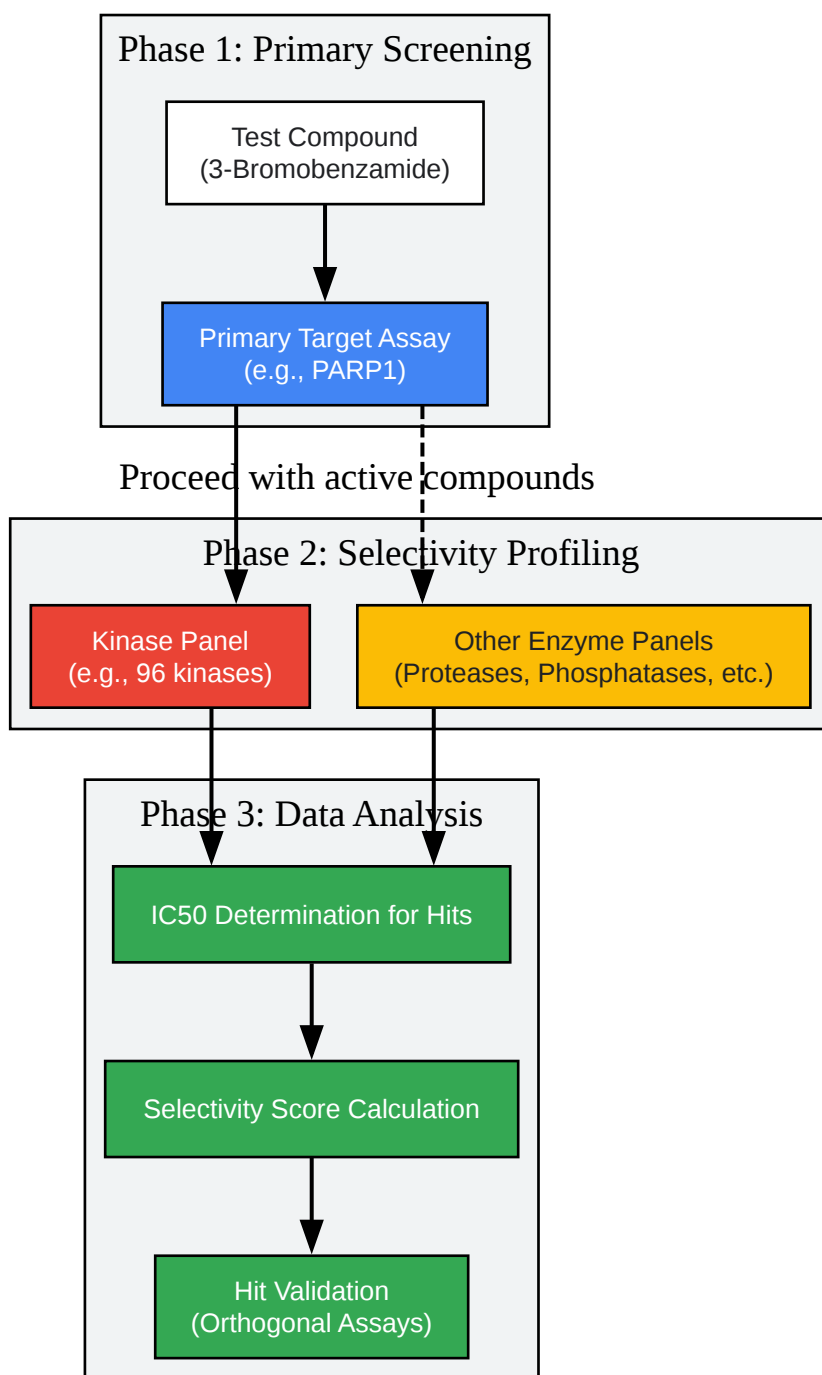 Phase 1: Primary Screening
Test Compound
(3-Bromobenzamide)
Primary Target Assay
(e.g., PARP1)
Proceed with active compounds
Phase 2: Selectivity Profiling
Kinase Panel
(e.g., 96 kinases)
Other Enzyme Panels
(Proteases, Phosphatases, etc.)
Phase 3: Data Analysis
IC50 Determination for Hits
Selectivity Score Calculation
Hit Validation
(Orthogonal Assays)